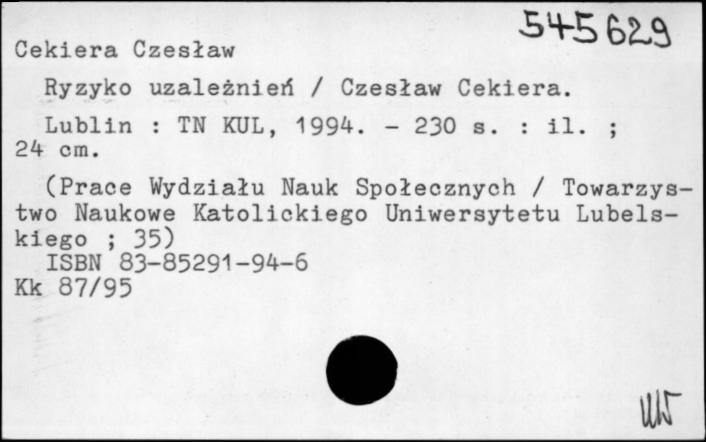 545629
Cekiera Czesław
Ryzyko uzależnień / Czesław Cekiera.
Lublin : TN KUL, 1994. - 230 s. : il. ;
24 cm.
(Prace Wydziału Nauk Społecznych / Towarzys-
two Naukowe Katolickiego Uniwersytetu Lubels-
kiego ; 35)
ISBN 83-85291-94-6
Kk 87/95